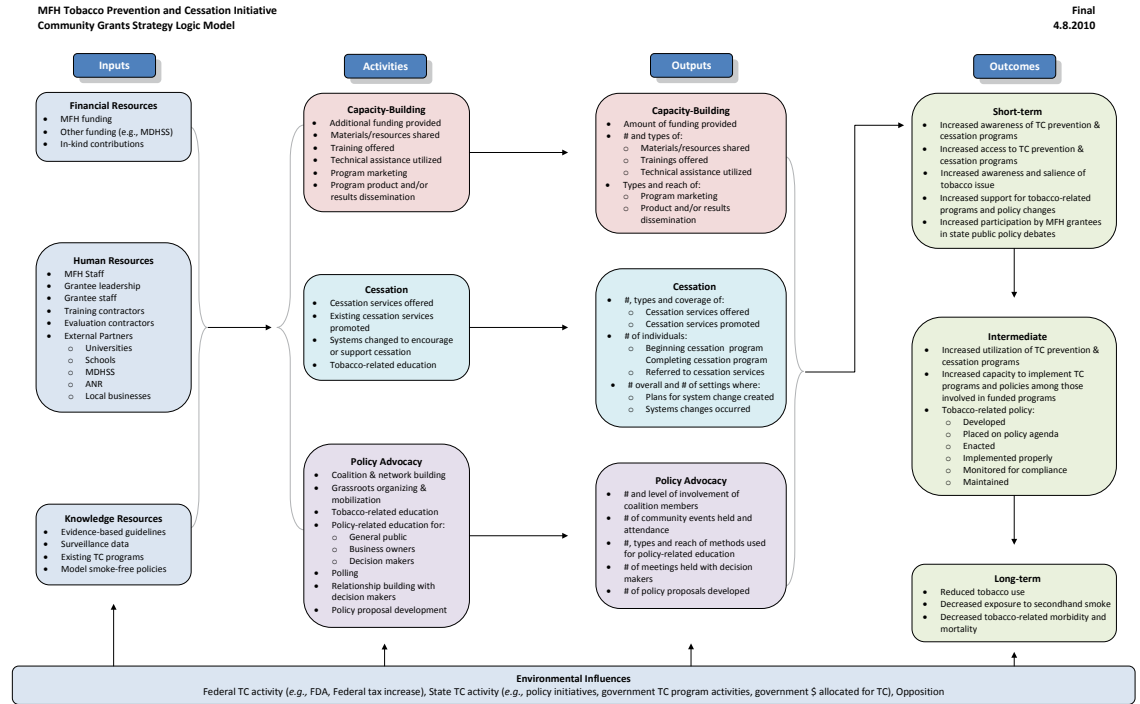 MFH Tobacco Prevention and Cessation Initiative
Community Grants Strategy Logic Model
Final
4.8.2010
Inputs
Financial Resources
• MFH funding
• Other funding (e.g., MDHSS)
• In-kind contributions
Human Resources
• MFH Staff
• Grantee leadership
• Grantee staff
• Training contractors
• Evaluation contractors
• External Partners
o Universities
o Schools
o MDHSS
o ANR
o Local businesses
Knowledge Resources
• Evidence-based guidelines
• Surveillance data
• Existing TC programs
• Model smoke-free policies
Activities
Capacity-Building
• Additional funding provided
• Materials/resources shared
• Training offered
• Technical assistance utilized
• Program marketing
• Program product and/or
results dissemination
Cessation
• Cessation services offered
• Existing cessation services
promoted
• Systems changed to encourage
or support cessation
• Tobacco-related education
Policy Advocacy
• Coalition & network building
• Grassroots organizing &
mobilization
• Tobacco-related education
• Policy-related education for:
o General public
o Business owners
o Decision makers
• Polling
• Relationship building with
decision makers
• Policy proposal development
Outputs
Capacity-Building
• Amount of funding provided
• # and types of:
o Materials/resources shared
o Trainings offered
o Technical assistance utilized
• Types and reach of:
o Program marketing
o Product and/or results
dissemination
Cessation
• #, types and coverage of:
o Cessation services offered
o Cessation services promoted
• # of individuals:
o Beginning cessation program
Completing cessation program
o Referred to cessation services
• # overall and # of settings where:
o Plans for system change created
o Systems changes occurred
Policy Advocacy
• # and level of involvement of
coalition members
• # of community events held and
attendance
• #, types and reach of methods used
for policy-related education
• # of meetings held with decision
makers
• # of policy proposals developed
Outcomes
Short-term
• Increased awareness of TC prevention &
cessation programs
• Increased access to TC prevention &
cessation programs
• Increased awareness and salience of
tobacco issue
• Increased support for tobacco-related
programs and policy changes
• Increased participation by MFH grantees
in state public policy debates
Intermediate
• Increased utilization of TC prevention &
cessation programs
• Increased capacity to implement TC
programs and policies among those
involved in funded programs
• Tobacco-related policy:
o Developed
o Placed on policy agenda
o Enacted
o Implemented properly
o Monitored for compliance
o Maintained
Long-term
• Reduced tobacco use
• Decreased exposure to secondhand smoke
• Decreased tobacco-related morbidity and
mortality
Environmental Influences
Federal TC activity (e.g., FDA, Federal tax increase), State TC activity (e.g., policy initiatives, government TC program activities, government $ allocated for TC), Opposition